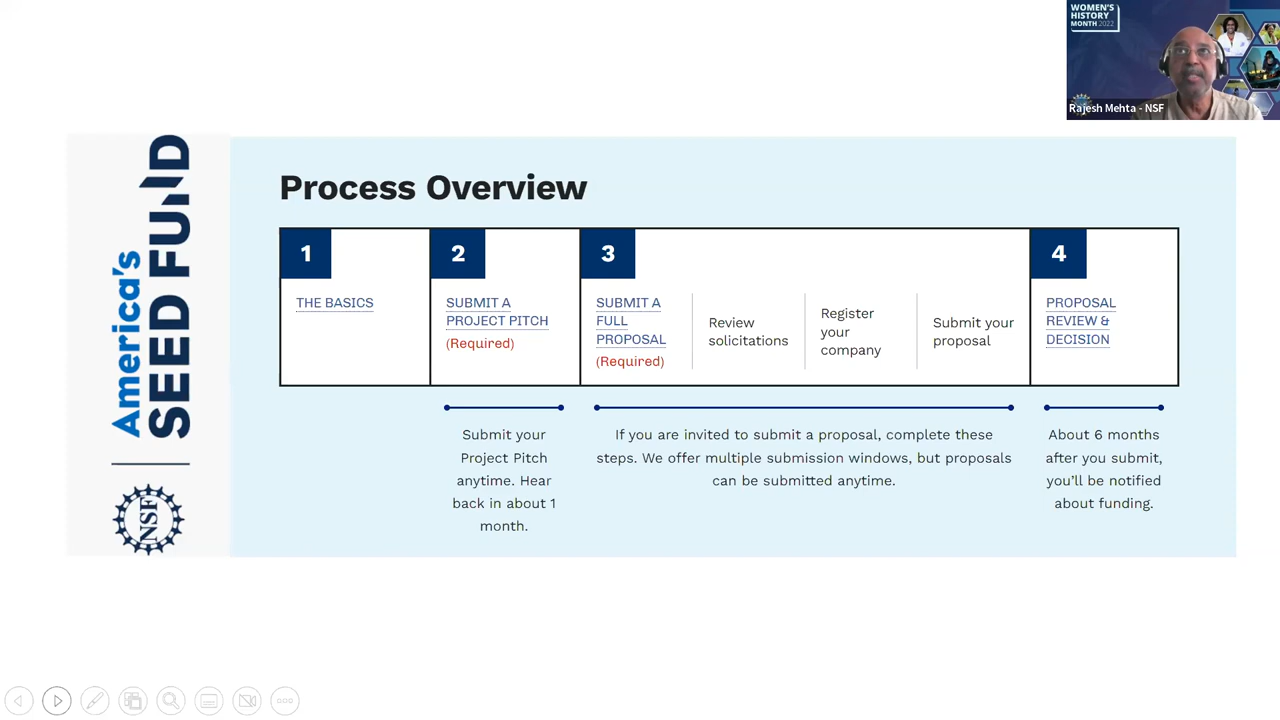 WOMEN'S
HISTORY
MONTH 2022
Rajesh Mehta - NSF
America's
SEED FUND
NSF
Process Overview
1
THE BASICS
2
SUBMIT A
PROJECT PITCH
(Required)
3
SUBMIT A
FULL
PROPOSAL
(Required)
Review
solicitations
Register
your
company
Submit your
proposal
4
PROPOSAL
REVIEW &
DECISION
Submit your
Project Pitch
anytime. Hear
back in about 1
month.
If you are invited to submit a proposal, complete these
steps. We offer multiple submission windows, but proposals
can be submitted anytime.
About 6 months
after you submit,
you'll be notified
about funding.